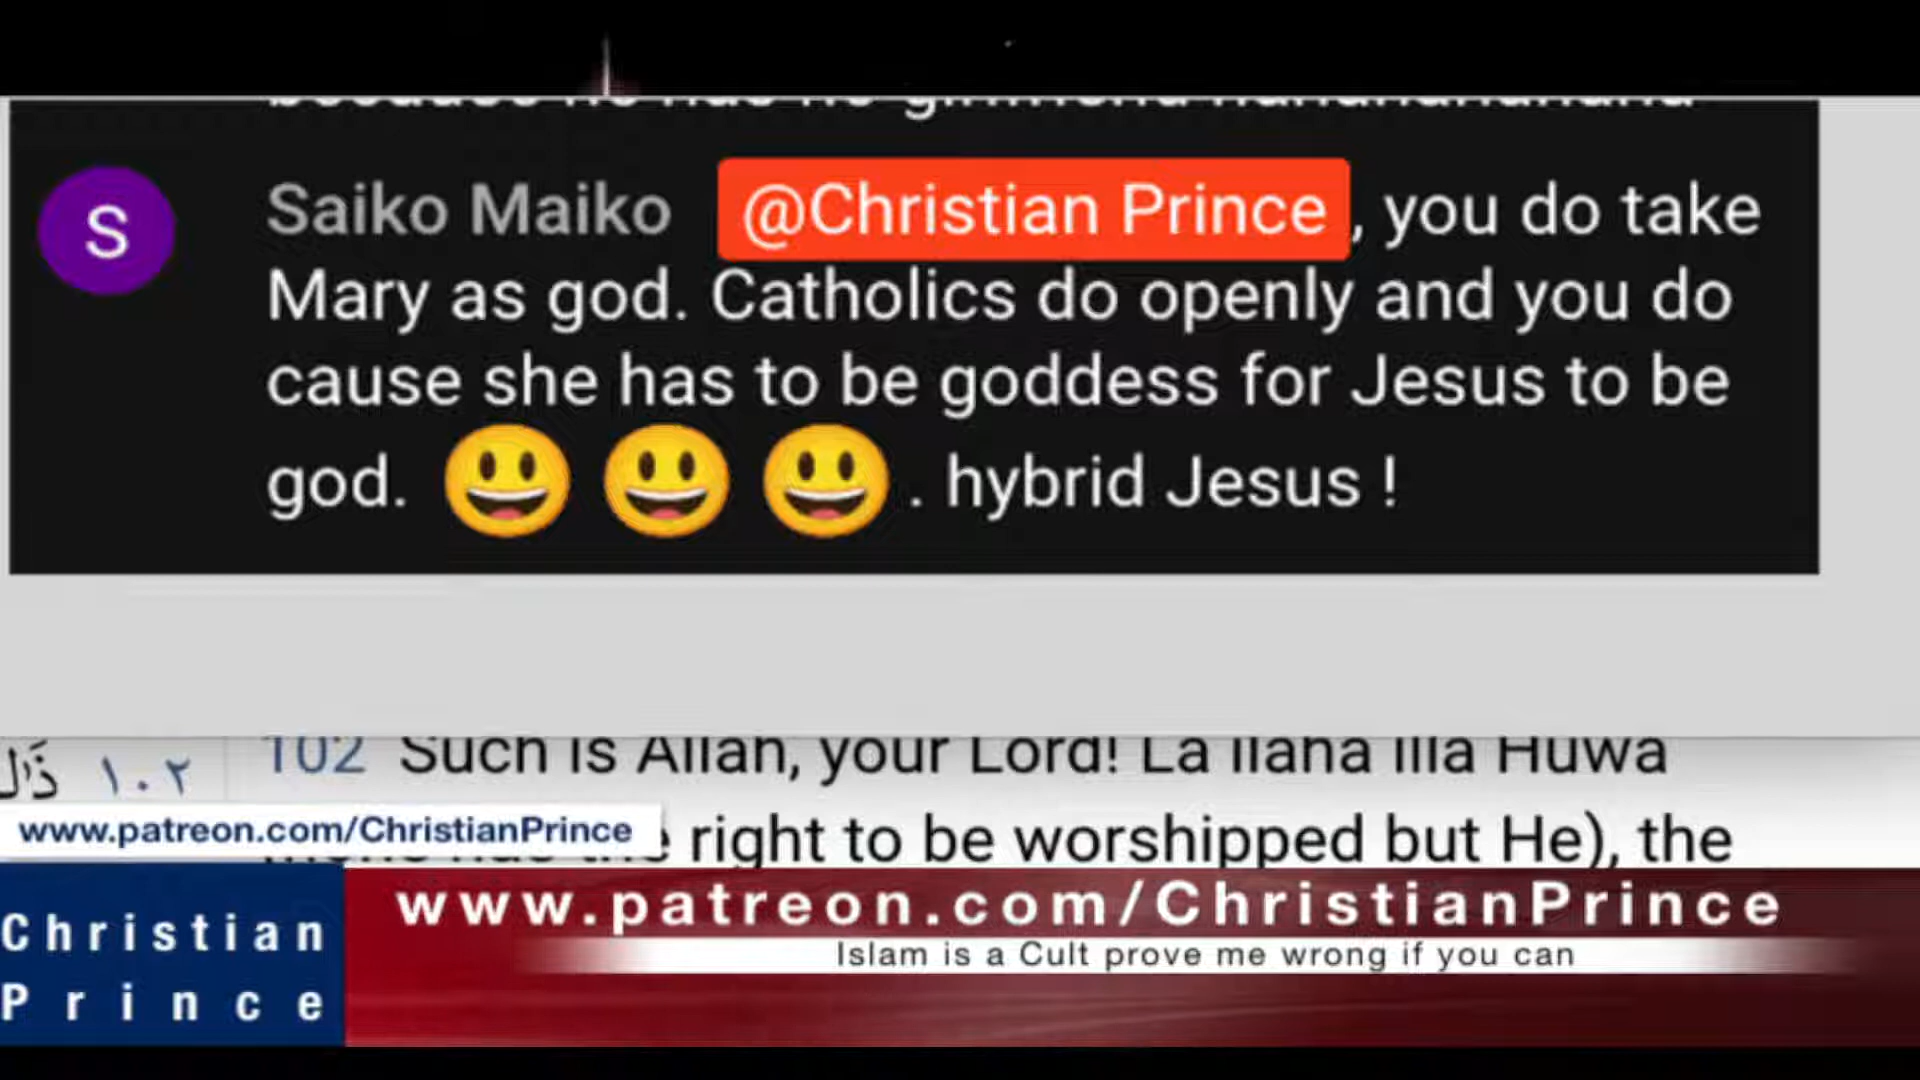 Saiko Maiko @Christian Prince, you do take
Mary as god. Catholics do openly and you do
cause she has to be goddess for Jesus to be
god. 😃 😃 😃 . hybrid Jesus !
١٠٢ 102 Such is Allah, your Lord! La ilaha illa Huwa
right to be worshipped but He), the
www.patreon.com/ChristianPrince
Christian
Prince
www.patreon.com/ChristianPrince
Islam is a Cult prove me wrong if you can
S